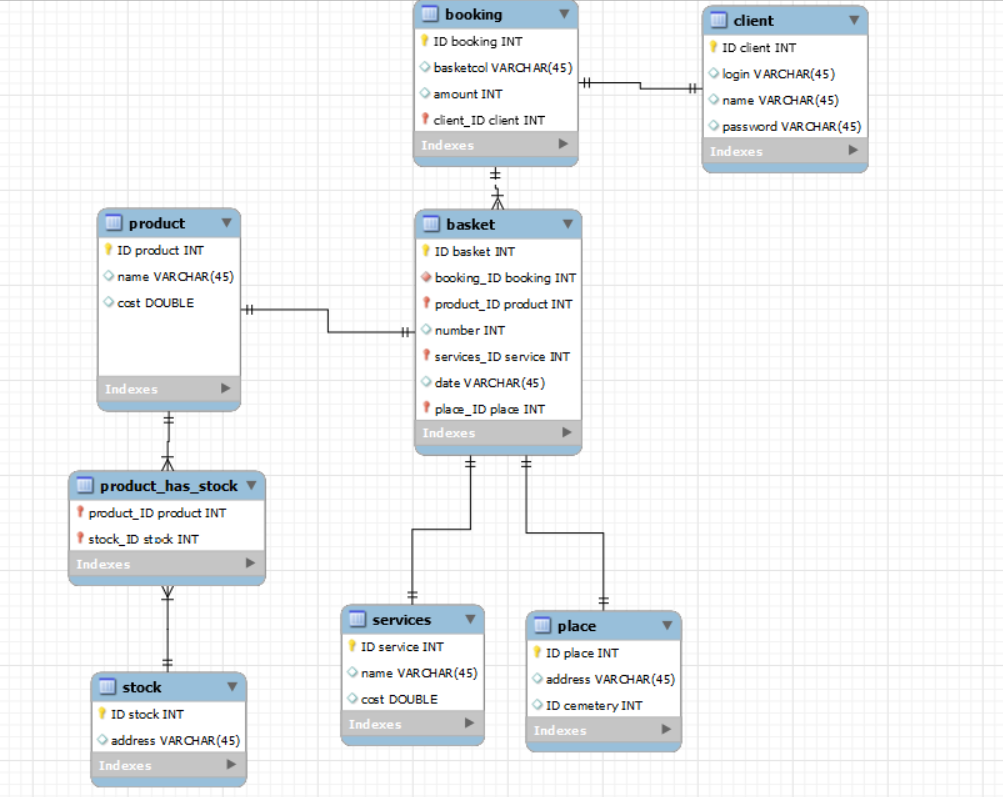 booking
ID booking INT
basketcol VARCHAR(45)
amount INT
client_ID client INT
Indexes
client
ID client INT
login VARCHAR(45)
name VARCHAR(45)
password VARCHAR(45)
Indexes
product
ID product INT
name VARCHAR(45)
cost DOUBLE
Indexes
basket
ID basket INT
booking_ID booking INT
product_ID product INT
number INT
services_ID service INT
date VARCHAR(45)
place_ID place INT
Indexes
product_has_stock
product_ID product INT
stock_ID stock INT
Indexes
services
ID service INT
name VARCHAR(45)
cost DOUBLE
Indexes
place
ID place INT
address VARCHAR(45)
ID cemetery INT
Indexes
stock
ID stock INT
address VARCHAR(45)
Indexes